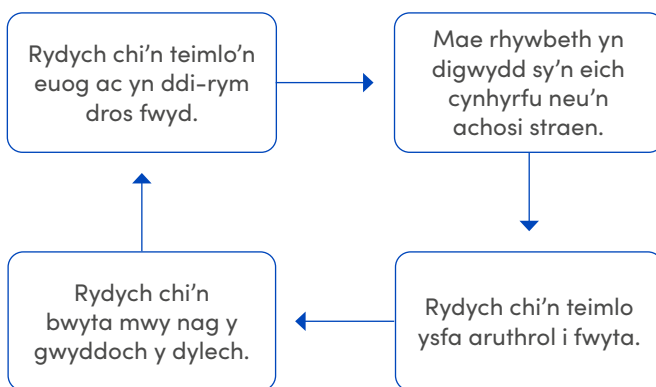 Rydych chi’n teimlo’n
euog ac yn ddi-rym
dros fwyd.
Mae rhywbeth yn
digwydd sy’n eich
cynhyrfu neu’n
achosi straen.
Rydych chi’n teimlo
ysfa aruthrol i fwyta.
Rydych chi’n
bwyta mwy nag y
gwyddoch y dylech.